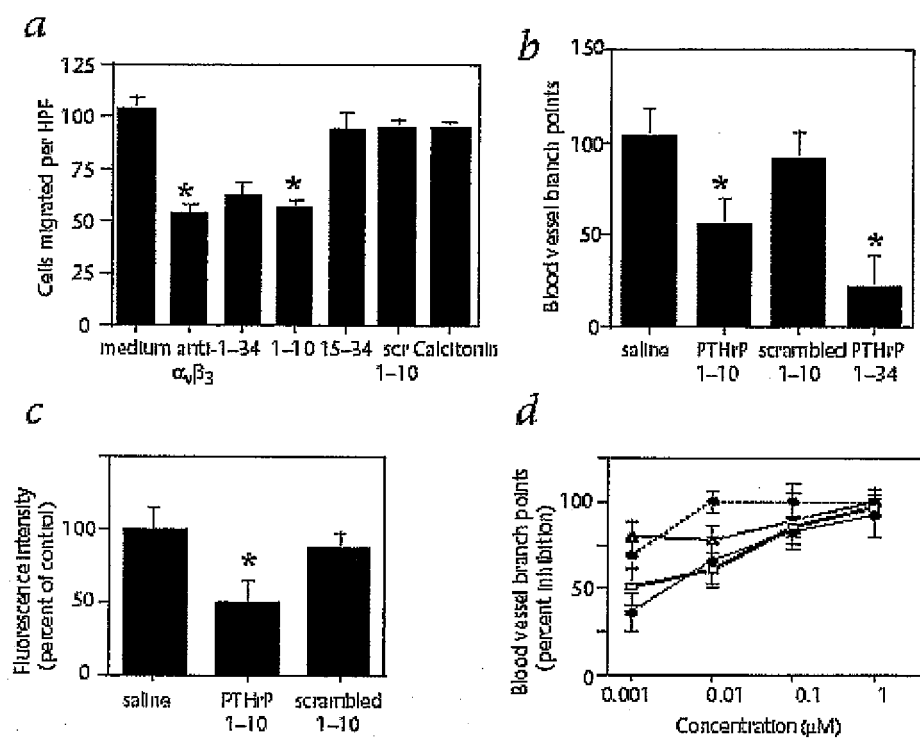 a
Cells migrated per HPF
125
100
75
50
25
0
*
*
medium anti- 1–34 1–10 15–34 scr Calcitonin
αvβ3 1–10
b
Blood vessel branch points
150
100
50
0
*
*
saline PTHrP scrambled PTHrP
1–10 1–10 1–34
c
Fluorescence intensity
(percent of control)
100
50
0
*
saline PTHrP scrambled
1–10 1–10
d
Blood vessel branch points
(percent inhibition)
100
50
0
0.001 0.01 0.1 1
Concentration (µM)